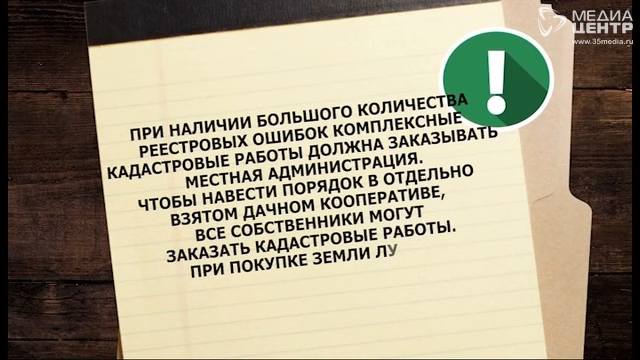 МЕДИА
ЦЕНТР
www.35media.ru
ПРИ НАЛИЧИИ БОЛЬШОГО КОЛИЧЕСТВА
РЕЕСТРОВЫХ ОШИБОК КОМПЛЕКСНЫЕ
КАДАСТРОВЫЕ РАБОТЫ ДОЛЖНА ЗАКАЗЫВАТЬ
МЕСТНАЯ АДМИНИСТРАЦИЯ.
ЧТОБЫ НАВЕСТИ ПОРЯДОК В ОТДЕЛЬНО
ВЗЯТОМ ДАЧНОМ КООПЕРАТИВЕ,
ВСЕ СОБСТВЕННИКИ МОГУТ
ЗАКАЗАТЬ КАДАСТРОВЫЕ РАБОТЫ.
ПРИ ПОКУПКЕ ЗЕМЛИ ЛУ